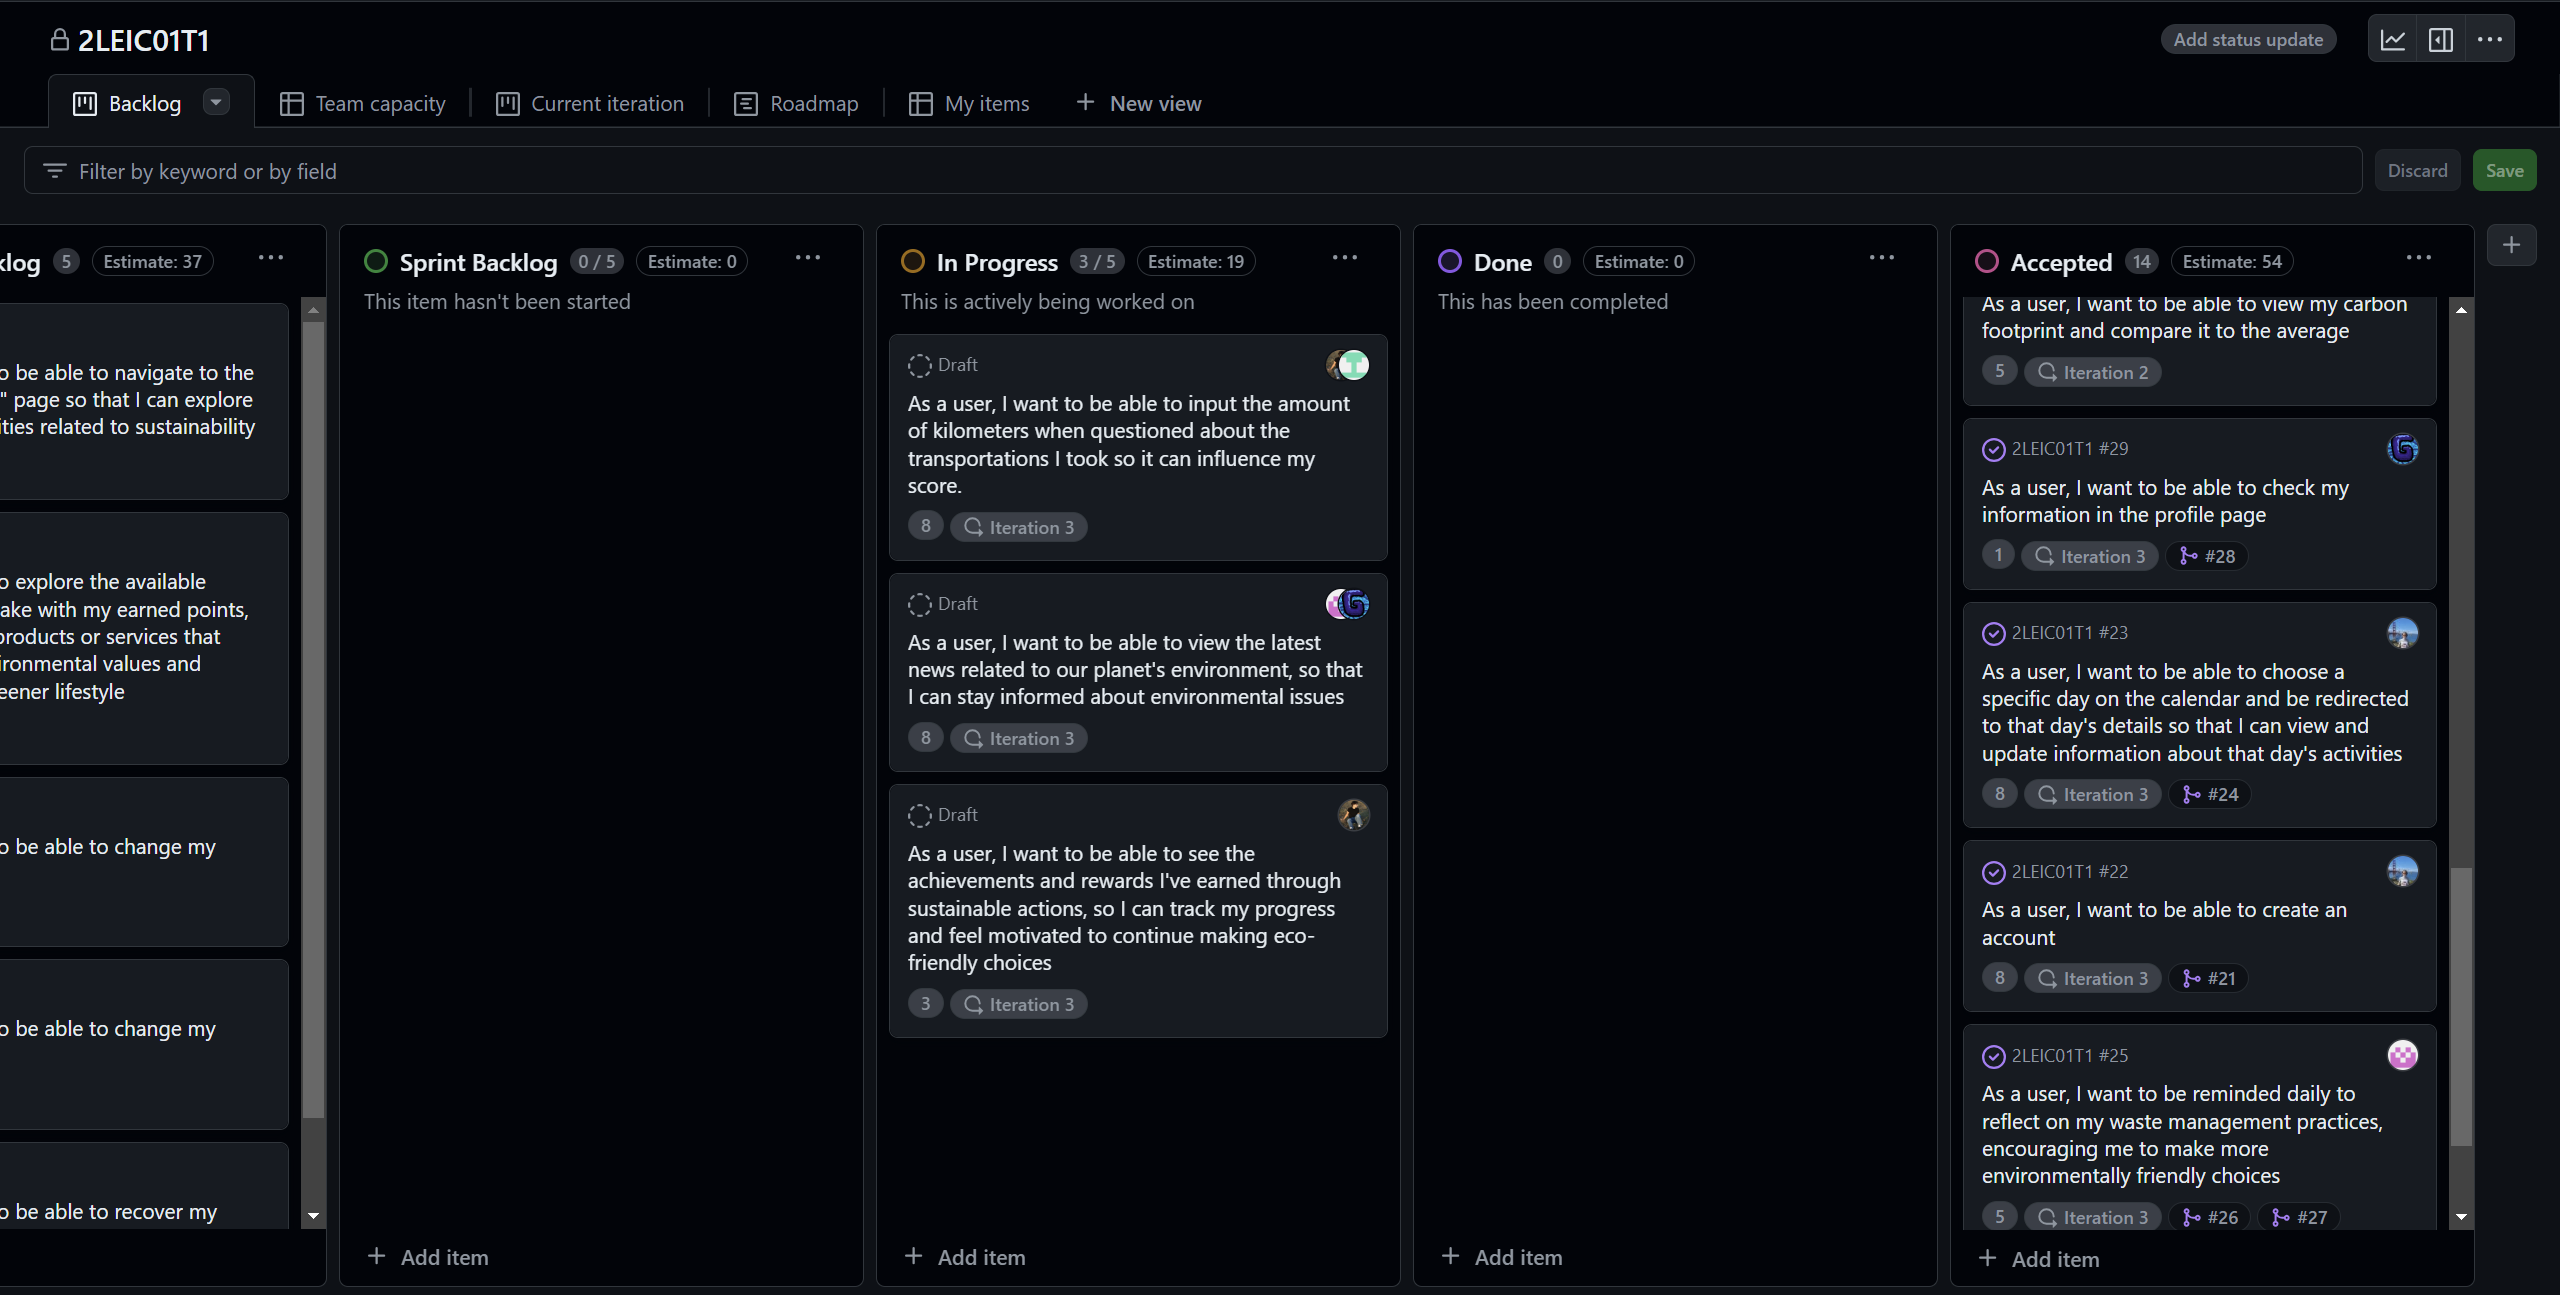 2LEIC01T1
Add status update
Backlog
Team capacity
Current iteration
Roadmap
My items
New view
Filter by keyword or by field
Discard
Save
klog 5 Estimate: 37
o be able to navigate to the
" page so that I can explore
ities related to sustainability
o explore the available
ake with my earned points,
products or services that
ironmental values and
eener lifestyle
o be able to change my
o be able to change my
o be able to recover my
Sprint Backlog 0 / 5 Estimate: 0
This item hasn't been started
Add item
In Progress 3 / 5 Estimate: 19
This is actively being worked on
Draft
As a user, I want to be able to input the amount
of kilometers when questioned about the
transportations I took so it can influence my
score.
8 Iteration 3
Draft
As a user, I want to be able to view the latest
news related to our planet's environment, so that
I can stay informed about environmental issues
8 Iteration 3
Draft
As a user, I want to be able to see the
achievements and rewards I've earned through
sustainable actions, so I can track my progress
and feel motivated to continue making eco-
friendly choices
3 Iteration 3
Add item
Done 0 Estimate: 0
This has been completed
Add item
Accepted 14 Estimate: 54
As a user, I want to be able to view my carbon
footprint and compare it to the average
5 Iteration 2
2LEIC01T1 #29
As a user, I want to be able to check my
information in the profile page
1 Iteration 3 #28
2LEIC01T1 #23
As a user, I want to be able to choose a
specific day on the calendar and be redirected
to that day's details so that I can view and
update information about that day's activities
8 Iteration 3 #24
2LEIC01T1 #22
As a user, I want to be able to create an
account
8 Iteration 3 #21
2LEIC01T1 #25
As a user, I want to be reminded daily to
reflect on my waste management practices,
encouraging me to make more
environmentally friendly choices
5 Iteration 3 #26 #27
Add item